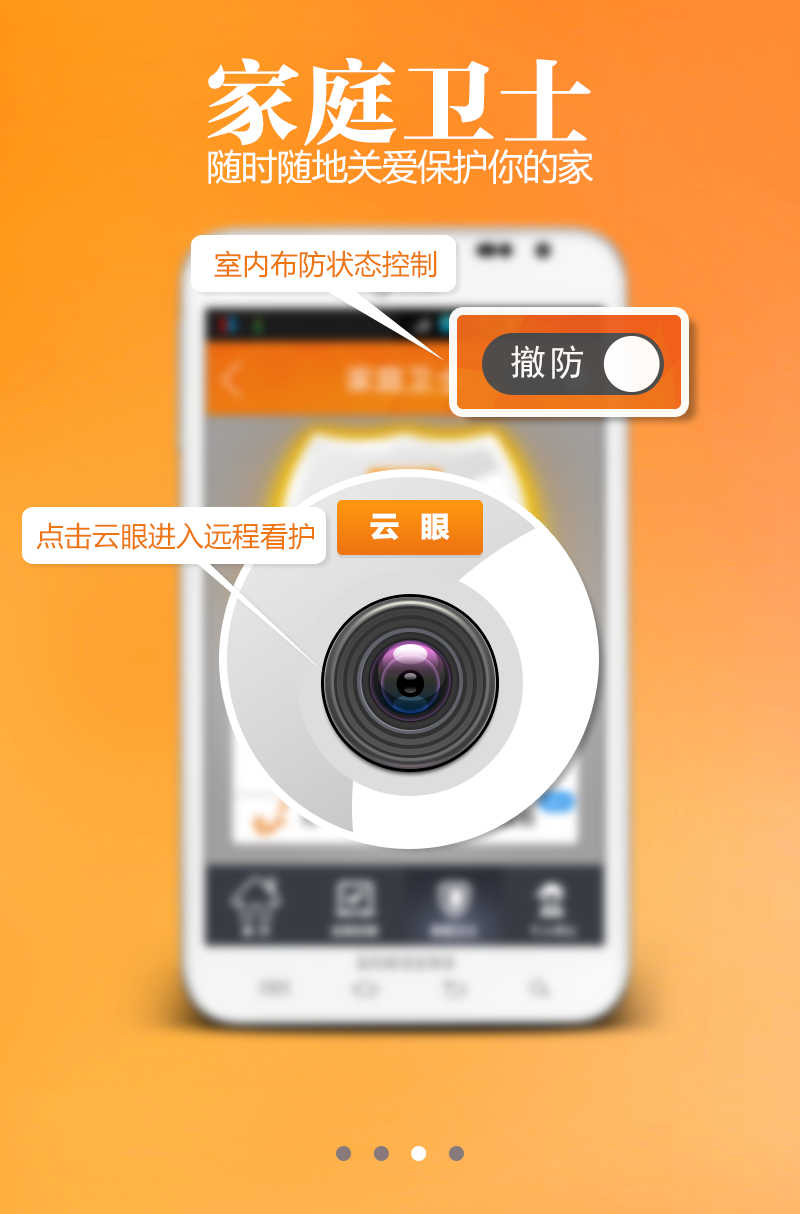 家庭卫士
随时随地关爱保护你的家
室内布防状态控制
撤防
家庭卫士
点击云眼进入远程看护
云 眼